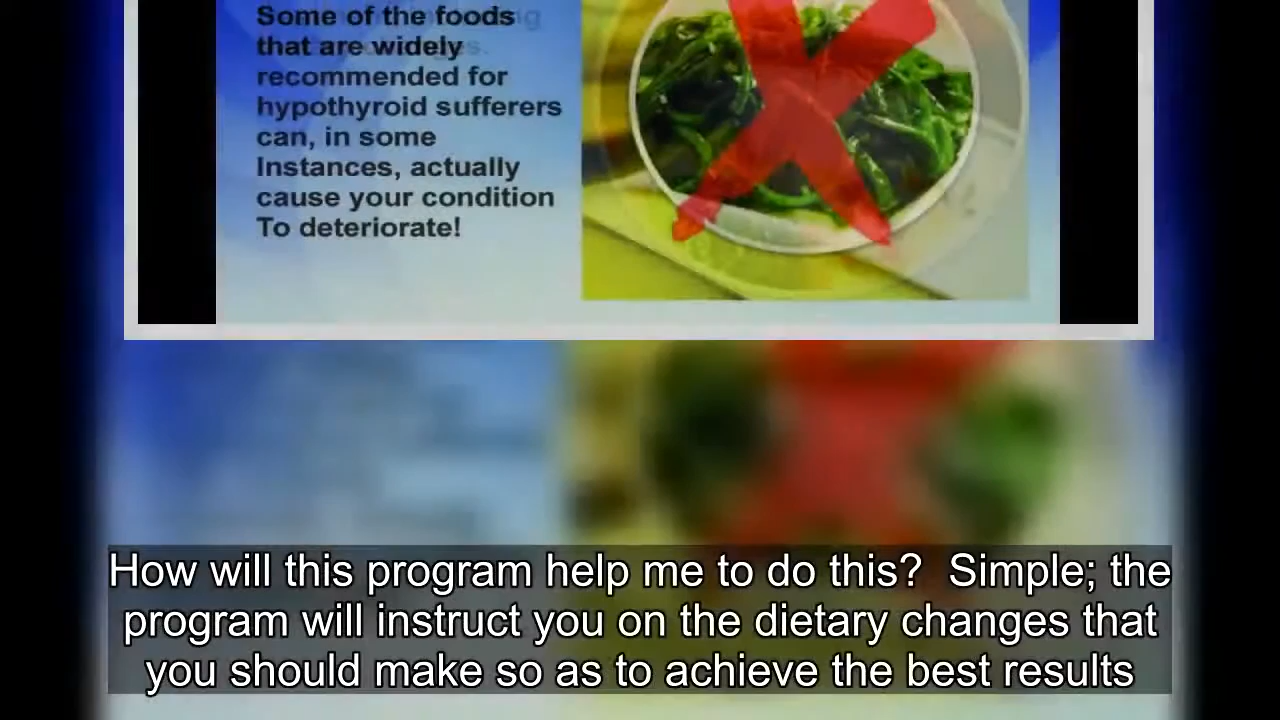 Some of the foods
that are widely
recommended for
hypothyroid sufferers
can, in some
Instances, actually
cause your condition
To deteriorate!
How will this program help me to do this?  Simple; the
program will instruct you on the dietary changes that
you should make so as to achieve the best results